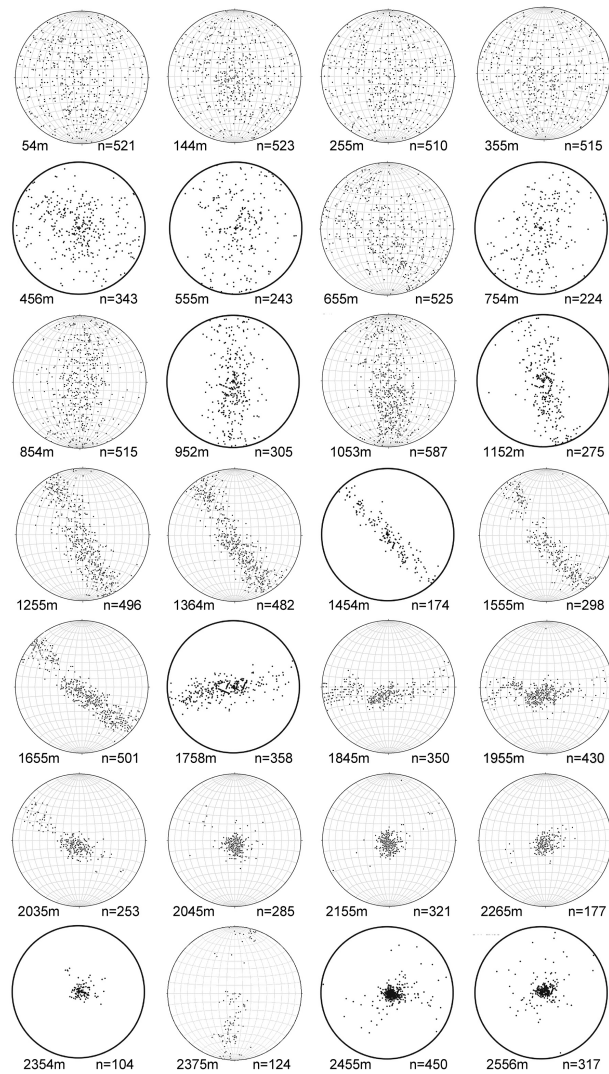 54m n=521 144m n=523 255m n=510 355m n=515
456m n=343 555m n=243 655m n=525 754m n=224
854m n=515 952m n=305 1053m n=587 1152m n=275
1255m n=496 1364m n=482 1454m n=174 1555m n=298
1655m n=501 1758m n=358 1845m n=350 1955m n=430
2035m n=253 2045m n=285 2155m n=321 2265m n=177
2354m n=104 2375m n=124 2455m n=450 2556m n=317